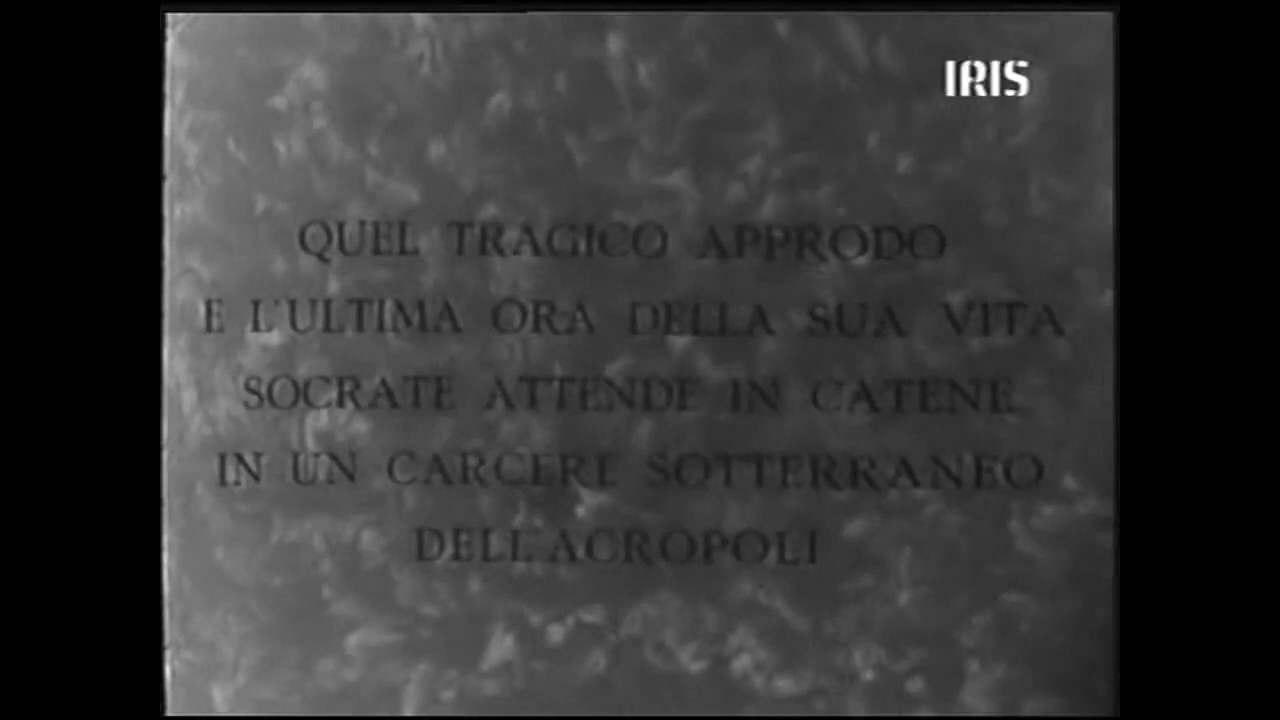 IRIS
QUEL TRAGICO APPRODO
E L'ULTIMA ORA DELLA SUA VITA
SOCRATE ATTENDE IN CATENE
IN UN CARCERE SOTTERRANEO
DELL'ACROPOLI